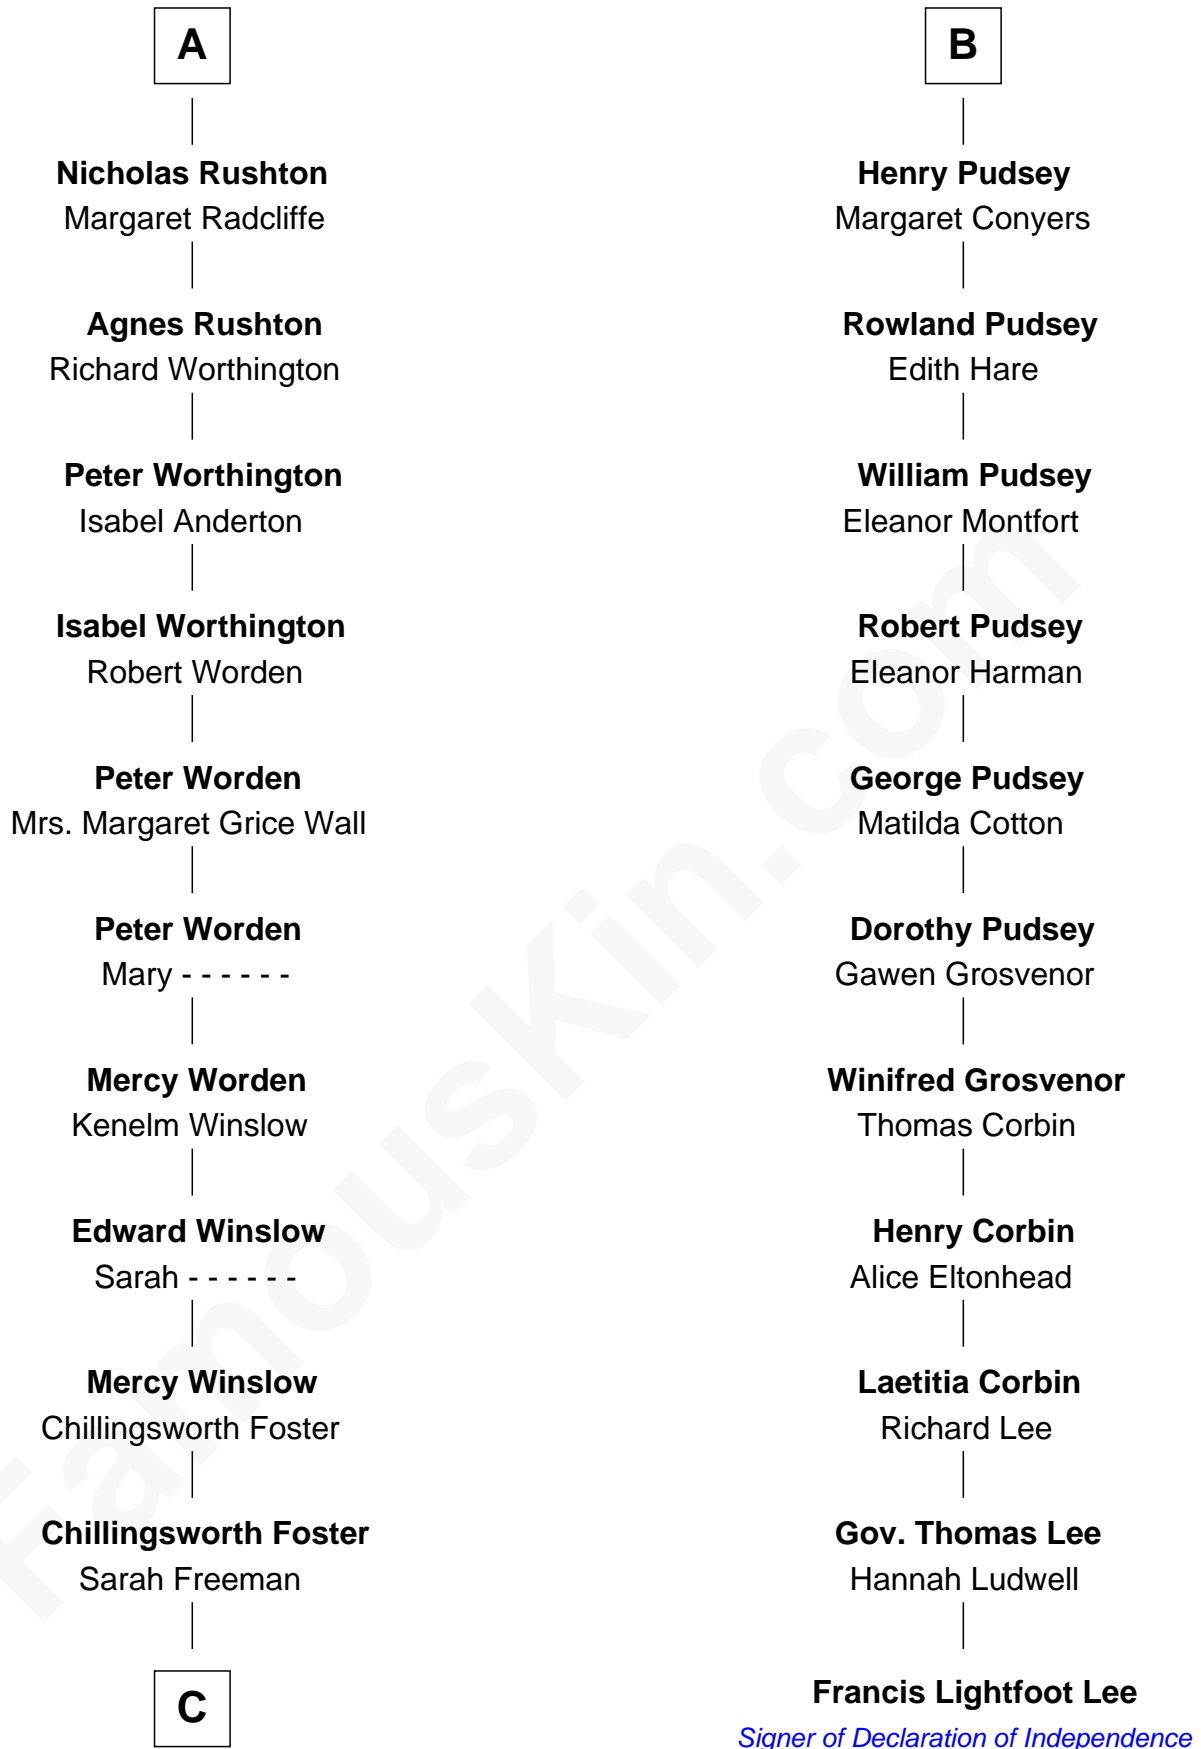 A
Nicholas Rushton
Margaret Radcliffe
Agnes Rushton
Richard Worthington
Peter Worthington
Isabel Anderton
Isabel Worthington
Robert Worden
Peter Worden
Mrs. Margaret Grice Wall
Peter Worden
Mary - - - - - -
Mercy Worden
Kenelm Winslow
Edward Winslow
Sarah - - - - - -
Mercy Winslow
Chillingsworth Foster
Chillingsworth Foster
Sarah Freeman
C
B
Henry Pudsey
Margaret Conyers
Rowland Pudsey
Edith Hare
William Pudsey
Eleanor Montfort
Robert Pudsey
Eleanor Harman
George Pudsey
Matilda Cotton
Dorothy Pudsey
Gawen Grosvenor
Winifred Grosvenor
Thomas Corbin
Henry Corbin
Alice Eltonhead
Laetitia Corbin
Richard Lee
Gov. Thomas Lee
Hannah Ludwell
Francis Lightfoot Lee
Signer of Declaration of Independence
FamousKin.com